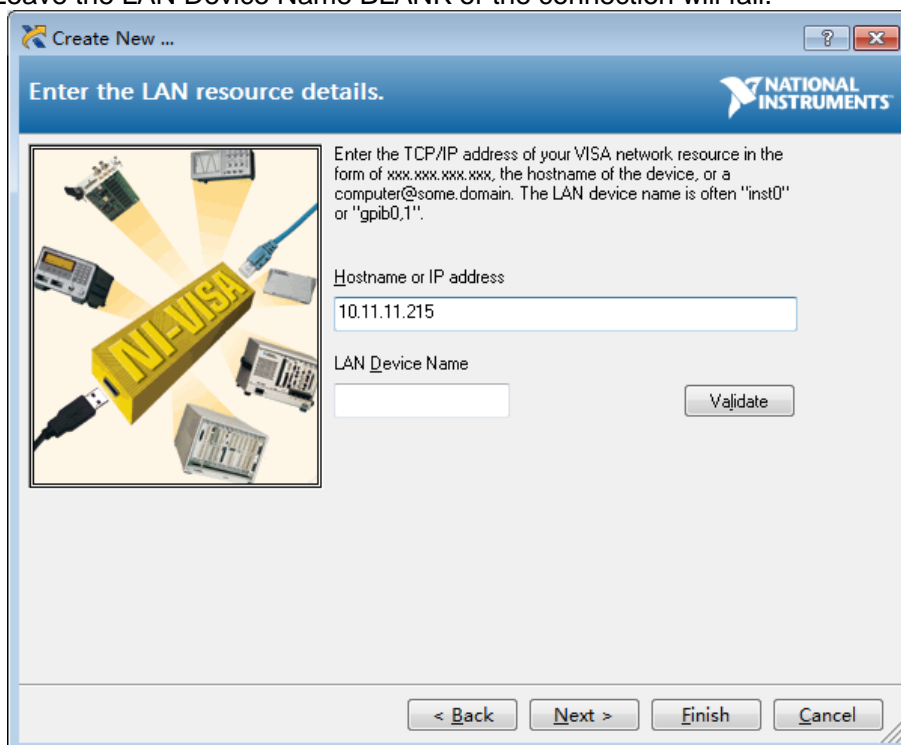 Leave the LAN Device Name BLANK or the connection will fail.
Create New ...
Enter the LAN resource details.
NATIONAL
INSTRUMENTS
Enter the TCP/IP address of your VISA network resource in the
form of xxx.xxx.xxx.xxx, the hostname of the device, or a
computer@some.domain. The LAN device name is often "inst0"
or "gpib0,1".
NI-VISA
Hostname or IP address
10.11.11.215
LAN Device Name
Validate
< Back
Next >
Finish
Cancel